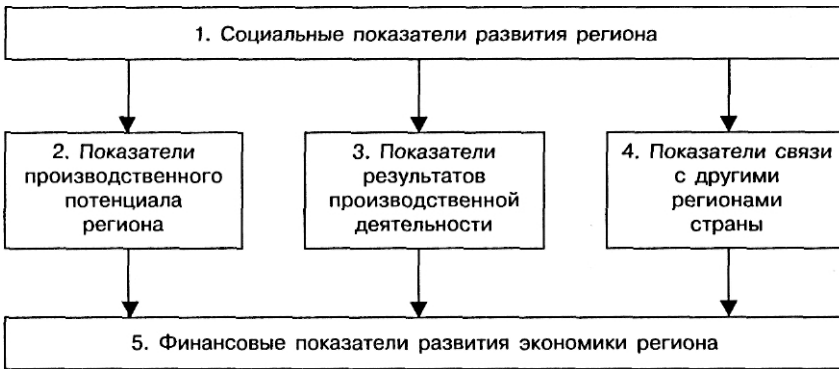 1. Социальные показатели развития региона
2. Показатели
производственного
потенциала
региона
3. Показатели
результатов
производственной
деятельности
4. Показатели связи
с другими
регионами
страны
5. Финансовые показатели развития экономики региона